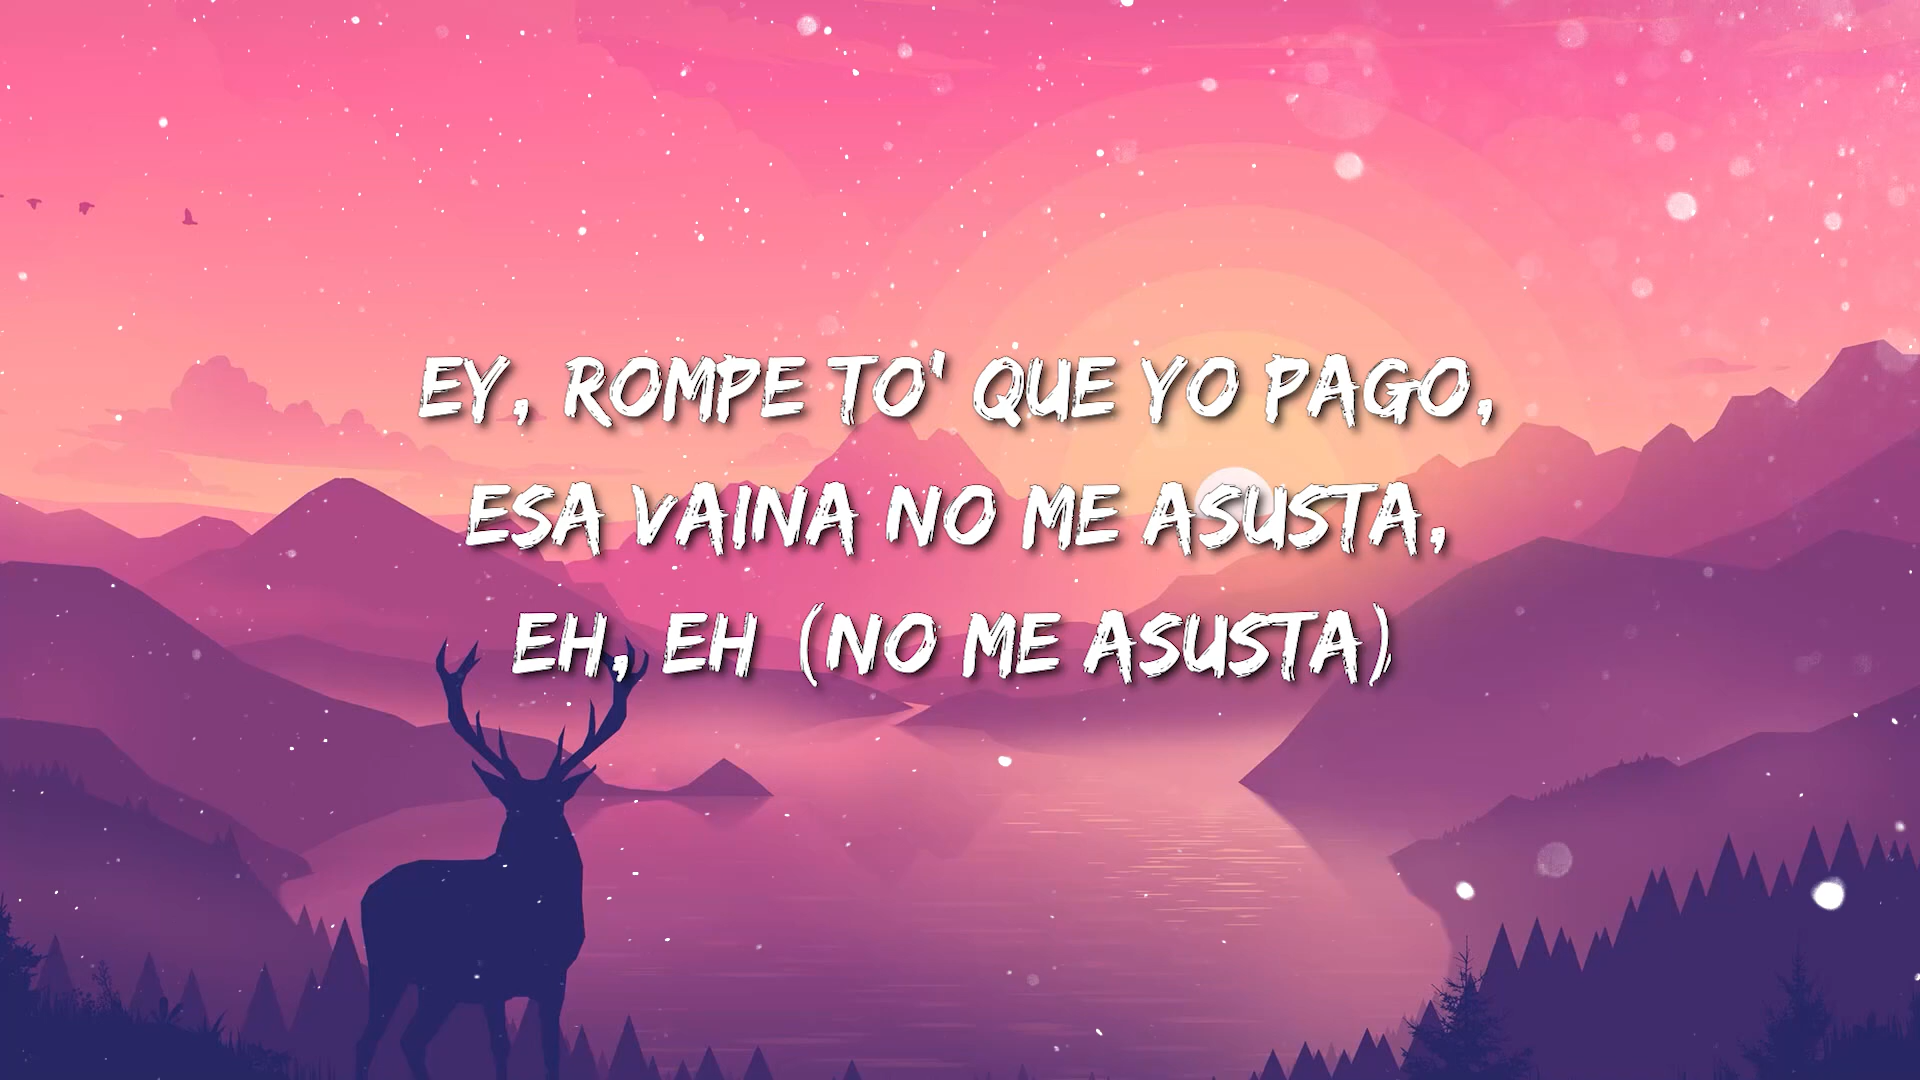 EY, ROMPE TO' QUE YO PAGO,
ESA VAINA NO ME ASUSTA,
EH, EH (NO ME ASUSTA)